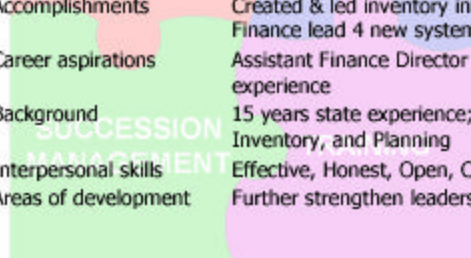 Accomplishments Created & led inventory in
Finance lead 4 new system
Career aspirations Assistant Finance Director
experience
Background 15 years state experience;
SUCCESSION
Inventory, and Planning
MANAGEMENT
Interpersonal skills Effective, Honest, Open, C
Areas of development Further strengthen leaders